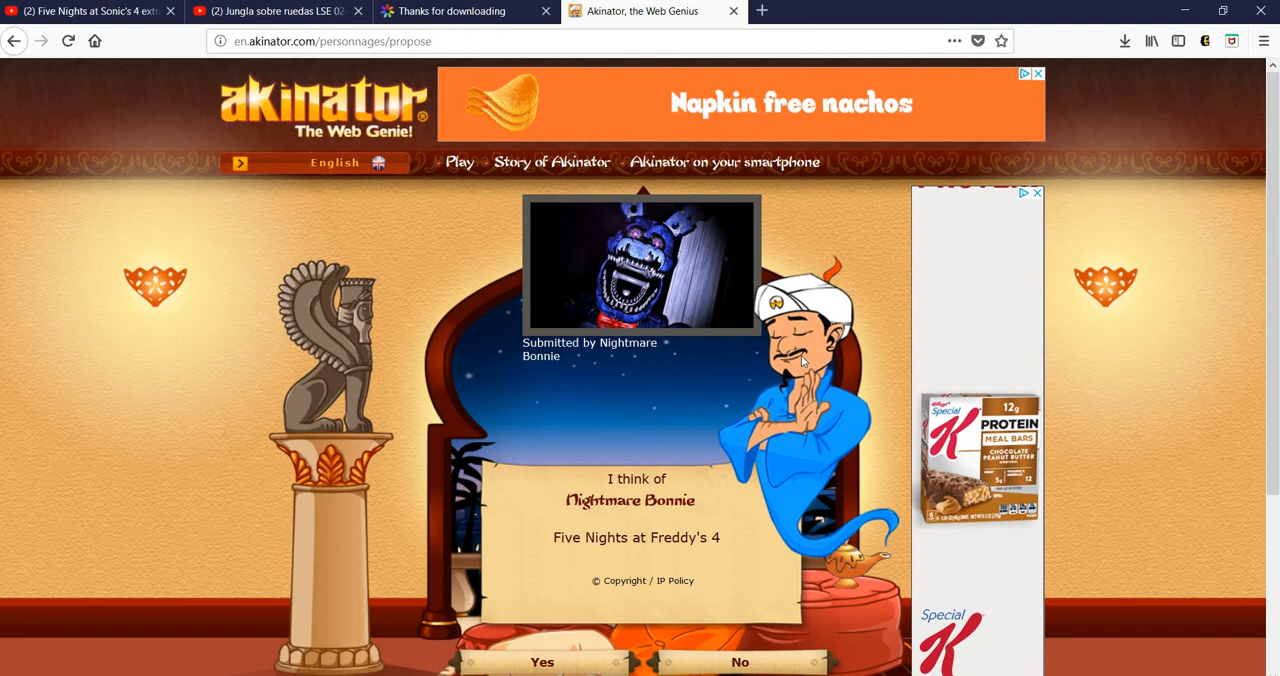 (2) Five Nights at Sonic's 4 extr
(2) Jungla sobre ruedas LSE 02
Thanks for downloading
Akinator, the Web Genius
en.akinator.com/personnages/propose
akinator®
The Web Genie!
Napkin free nachos
English
Play
Story of Akinator
Akinator on your smartphone
Submitted by Nightmare
Bonnie
I think of
Nightmare Bonnie
Five Nights at Freddy's 4
© Copyright / IP Policy
Yes
No
Kellogg's
Special
K
12g
PROTEIN
MEAL BARS
CHOCOLATE
PEANUT BUTTER
Special
K